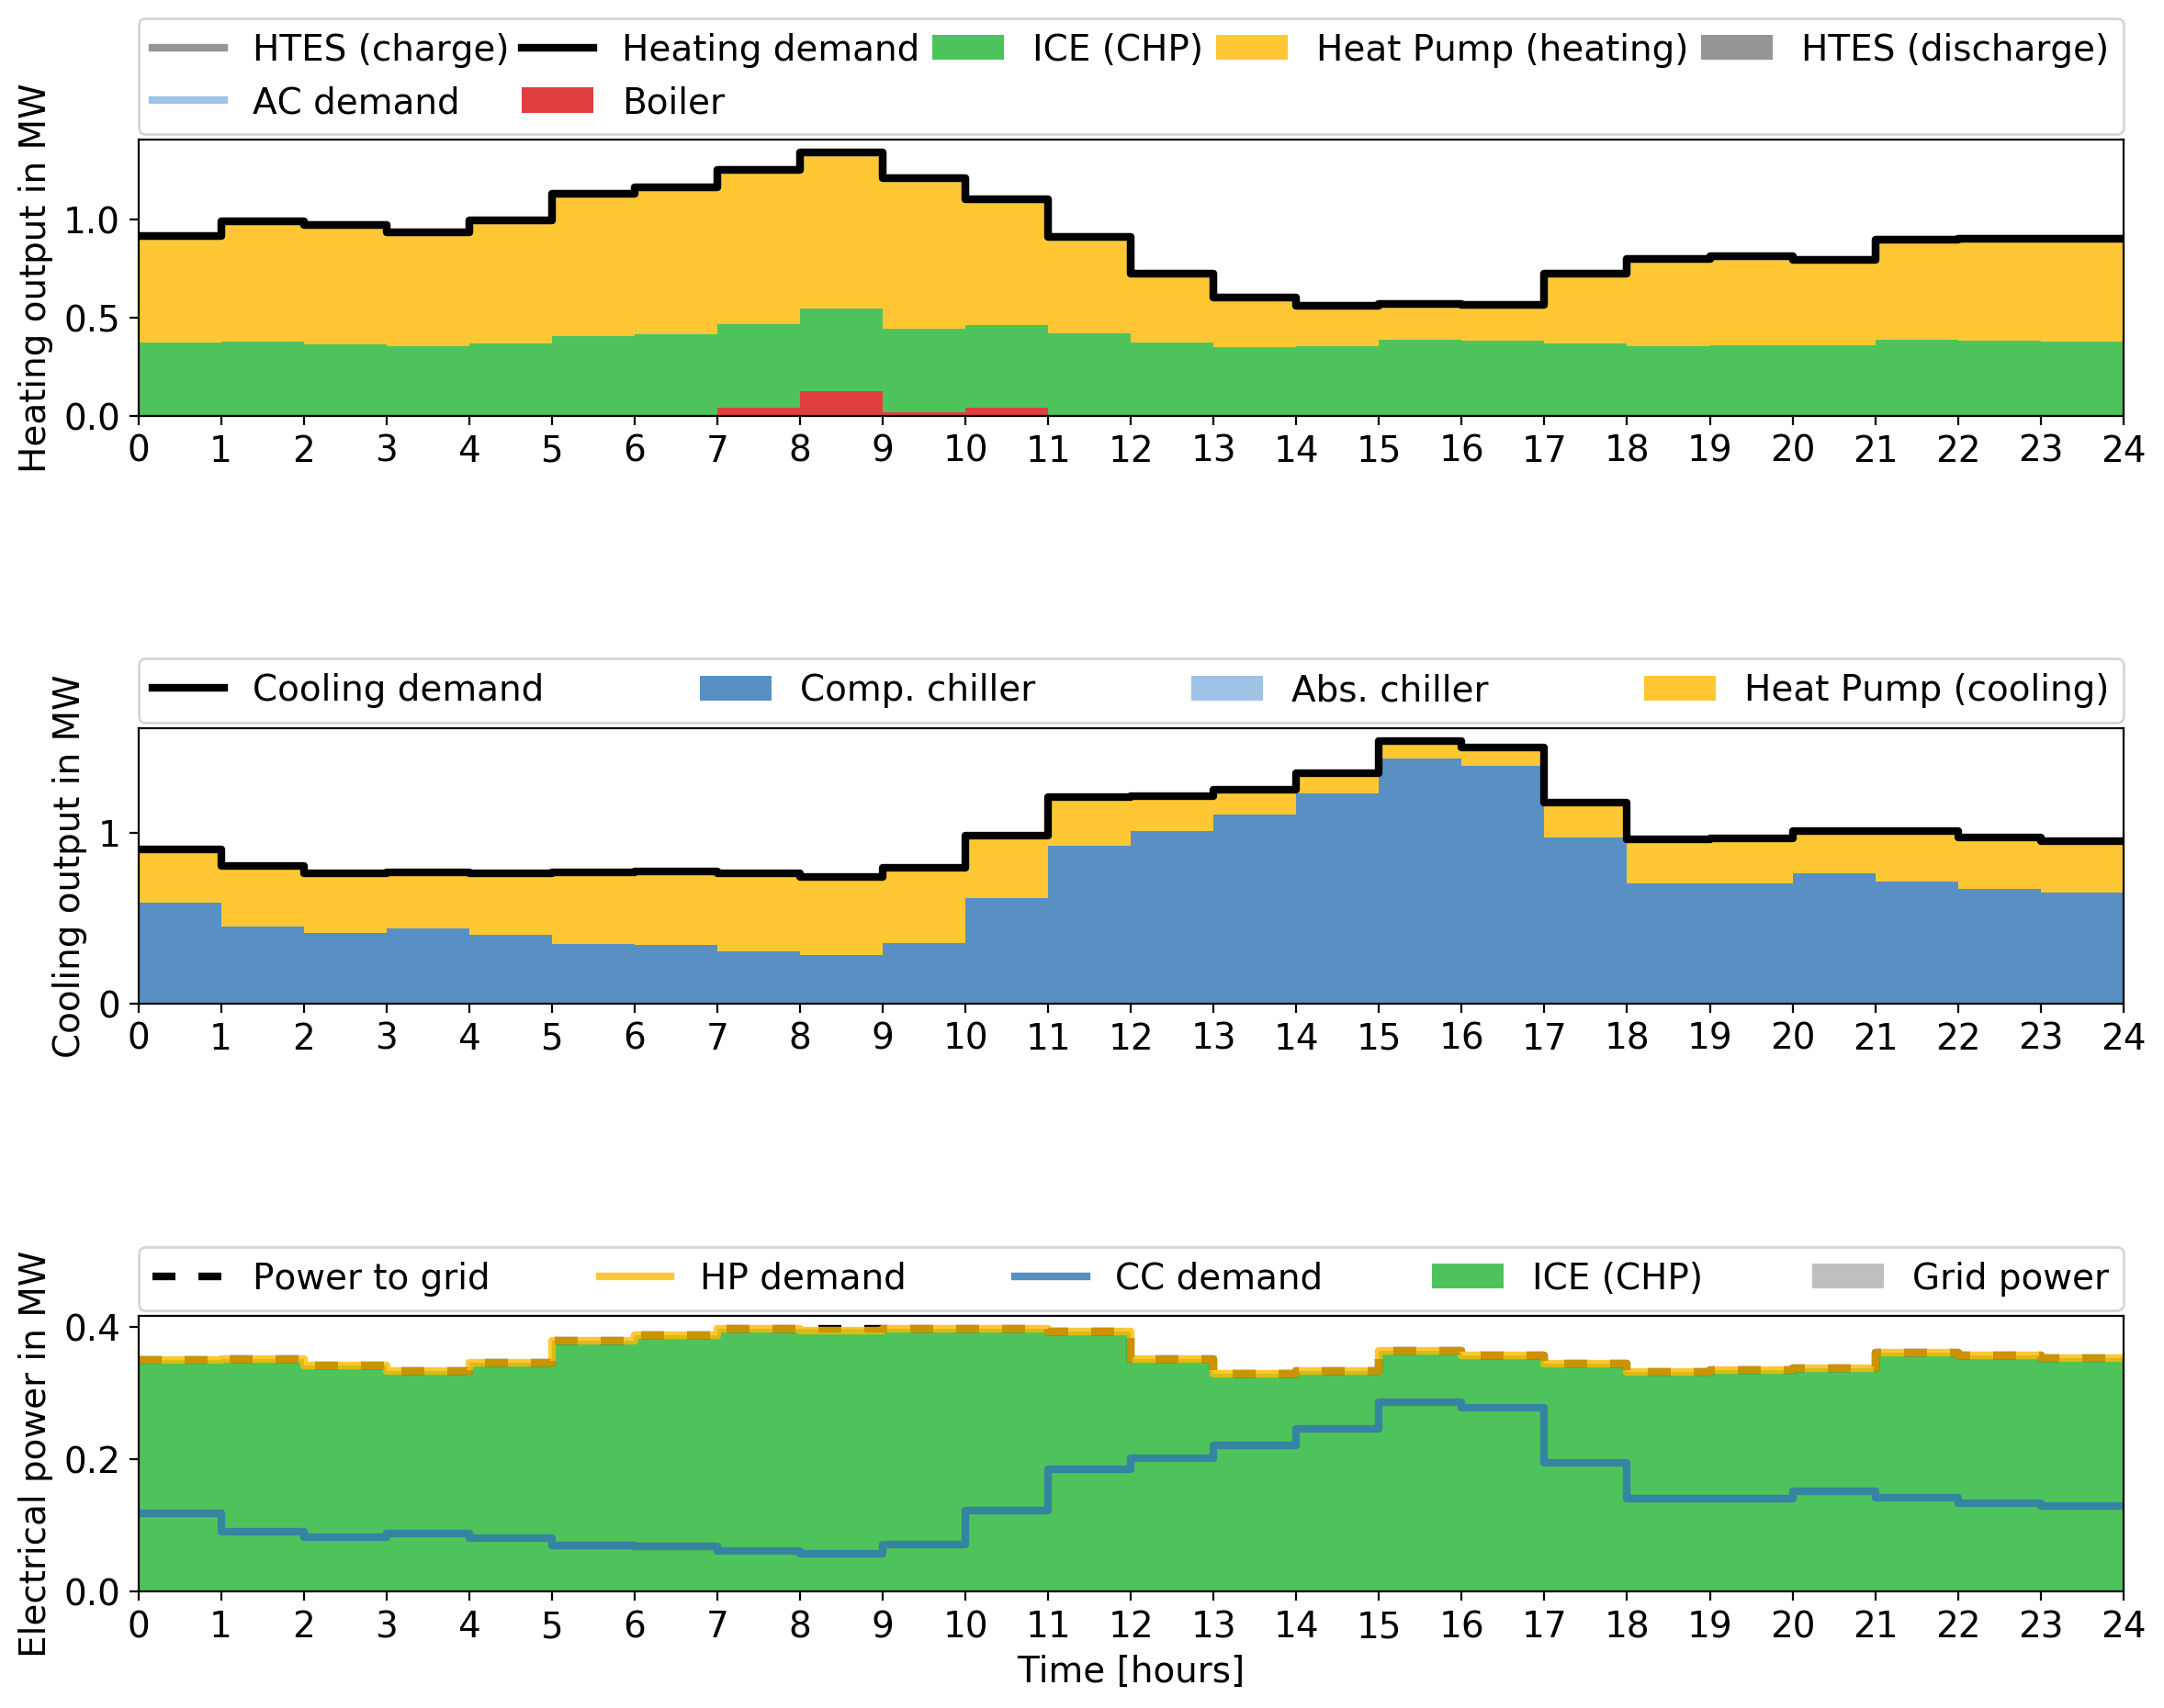 HTES (charge) Heating demand ICE (CHP) Heat Pump (heating) HTES (discharge)
AC demand Boiler
Heating output in MW
1.0
0.5
0.0
0 1 2 3 4 5 6 7 8 9 10 11 12 13 14 15 16 17 18 19 20 21 22 23 24
Cooling demand Comp. chiller Abs. chiller Heat Pump (cooling)
Cooling output in MW
1
0
0 1 2 3 4 5 6 7 8 9 10 11 12 13 14 15 16 17 18 19 20 21 22 23 24
Power to grid HP demand CC demand ICE (CHP) Grid power
Electrical power in MW
0.4
0.2
0.0
0 1 2 3 4 5 6 7 8 9 10 11 12 13 14 15 16 17 18 19 20 21 22 23 24
Time [hours]